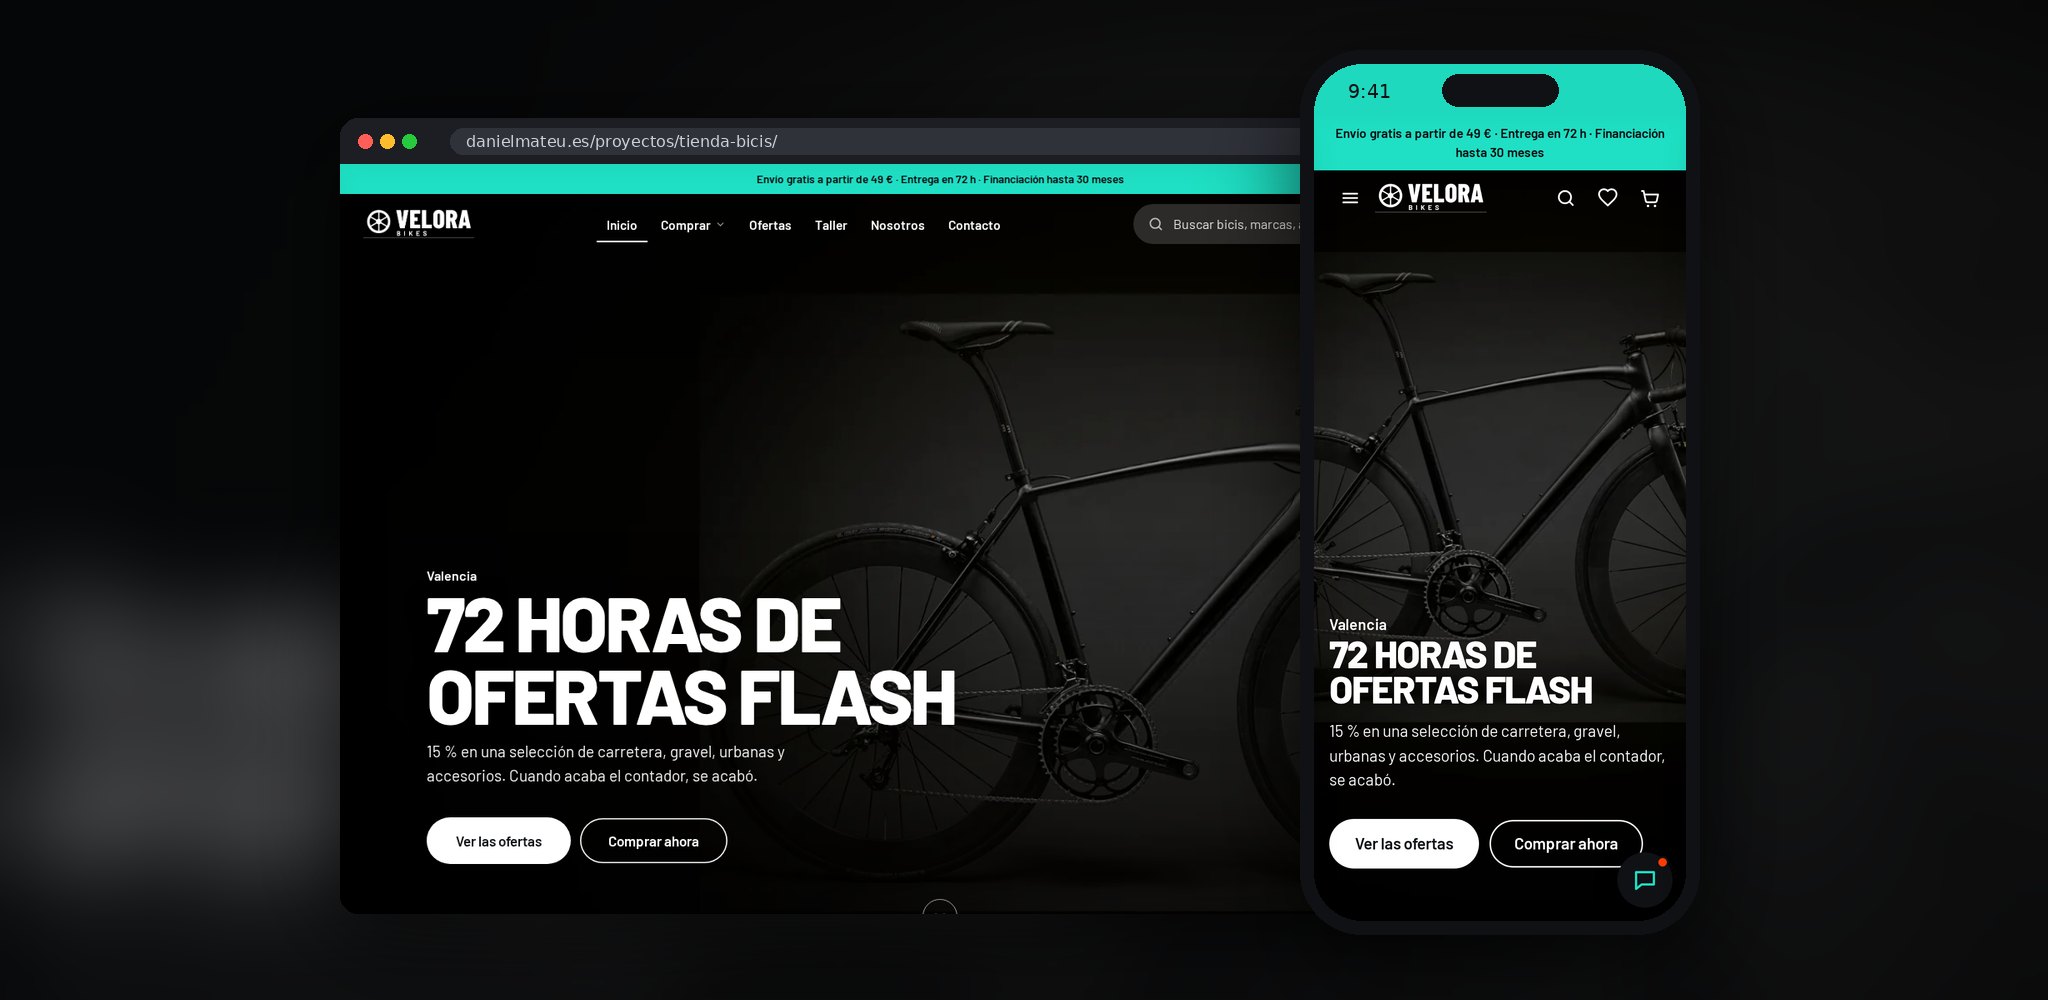 danielmateu.es/proyectos/tienda-bicis/
Envío gratis a partir de 49 € · Entrega en 72 h · Financiación hasta 30 meses
VELORA
BIKES
Inicio
Comprar
Ofertas
Taller
Nosotros
Contacto
Buscar bicis, marcas,
Valencia
72 HORAS DE
OFERTAS FLASH
15 % en una selección de carretera, gravel, urbanas y
accesorios. Cuando acaba el contador, se acabó.
Ver las ofertas
Comprar ahora
9:41
Envío gratis a partir de 49 € · Entrega en 72 h · Financiación
hasta 30 meses
VELORA
BIKES
Valencia
72 HORAS DE
OFERTAS FLASH
15 % en una selección de carretera, gravel,
urbanas y accesorios. Cuando acaba el contador,
se acabó.
Ver las ofertas
Comprar ahora